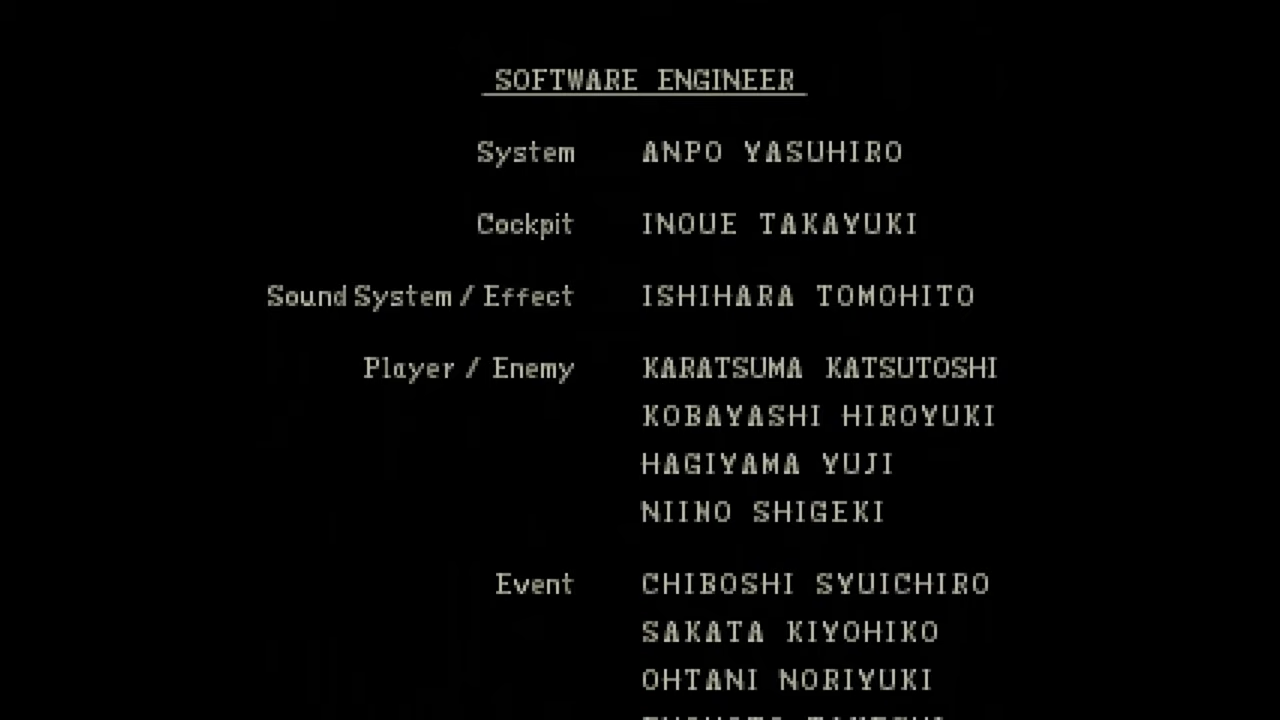 SOFTWARE ENGINEER
System ANPO YASUHIRO
Cockpit INOUE TAKAYUKI
Sound System / Effect ISHIHARA TOMOHITO
Player / Enemy KARATSUMA KATSUTOSHI
KOBAYASHI HIROYUKI
HAGIYAMA YUJI
NIINO SHIGEKI
Event CHIBOSHI SYUICHIRO
SAKATA KIYOHIKO
OHTANI NORIYUKI